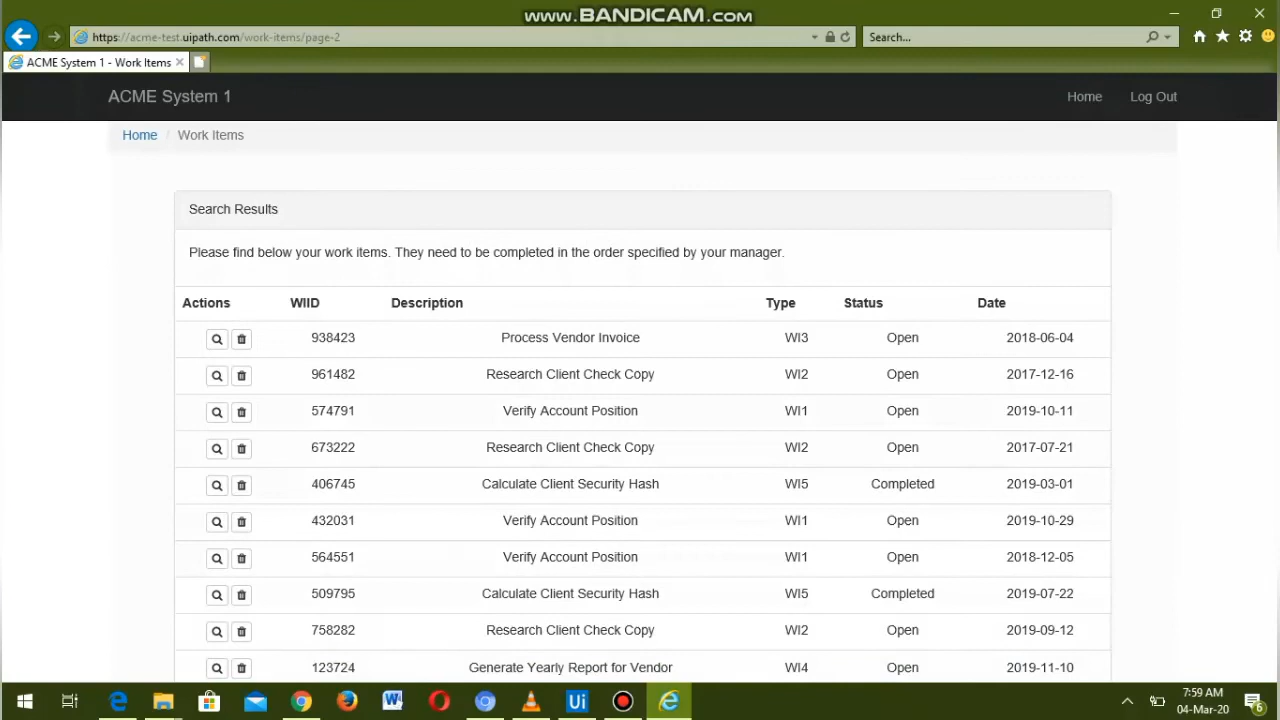 www.BANDICAM.com
https://acme-test.uipath.com/work-items/page-2
Search...
ACME System 1 - Work Items
ACME System 1
Home
Log Out
Home / Work Items
Search Results
Please find below your work items. They need to be completed in the order specified by your manager.
Actions WIID Description Type Status Date
938423 Process Vendor Invoice WI3 Open 2018-06-04
961482 Research Client Check Copy WI2 Open 2017-12-16
574791 Verify Account Position WI1 Open 2019-10-11
673222 Research Client Check Copy WI2 Open 2017-07-21
406745 Calculate Client Security Hash WI5 Completed 2019-03-01
432031 Verify Account Position WI1 Open 2019-10-29
564551 Verify Account Position WI1 Open 2018-12-05
509795 Calculate Client Security Hash WI5 Completed 2019-07-22
758282 Research Client Check Copy WI2 Open 2019-09-12
123724 Generate Yearly Report for Vendor WI4 Open 2019-11-10
Ui
7:59 AM
04-Mar-20
6